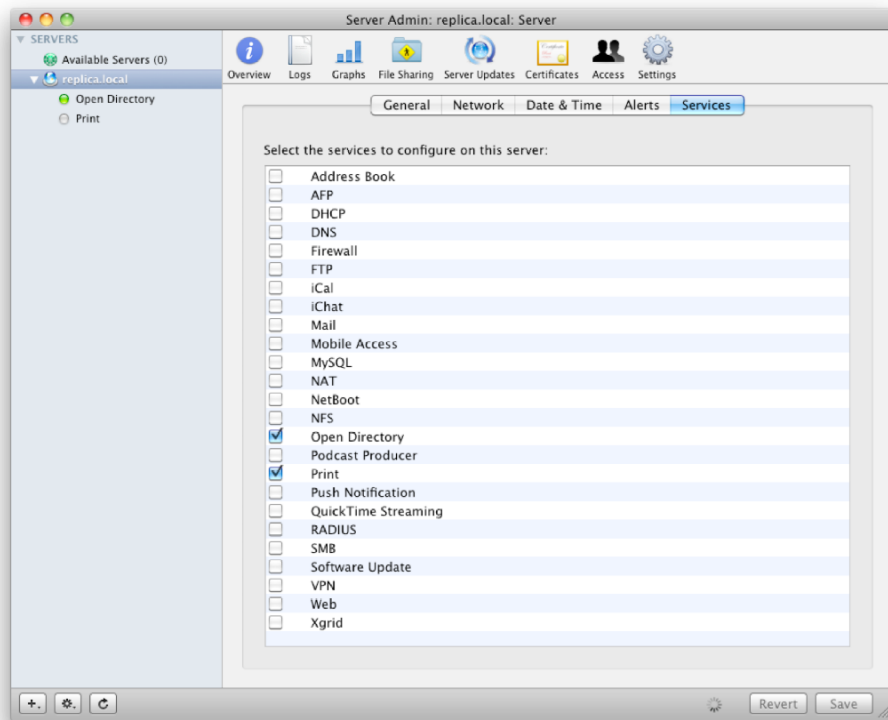 Server Admin: replica.local: Server
SERVERS
Available Servers (0)
replica.local
Open Directory
Print
Overview
Logs
Graphs
File Sharing
Server Updates
Certificates
Access
Settings
General
Network
Date & Time
Alerts
Services
Select the services to configure on this server:
Address Book
AFP
DHCP
DNS
Firewall
FTP
iCal
iChat
Mail
Mobile Access
MySQL
NAT
NetBoot
NFS
Open Directory
Podcast Producer
Print
Push Notification
QuickTime Streaming
RADIUS
SMB
Software Update
VPN
Web
Xgrid
Revert
Save